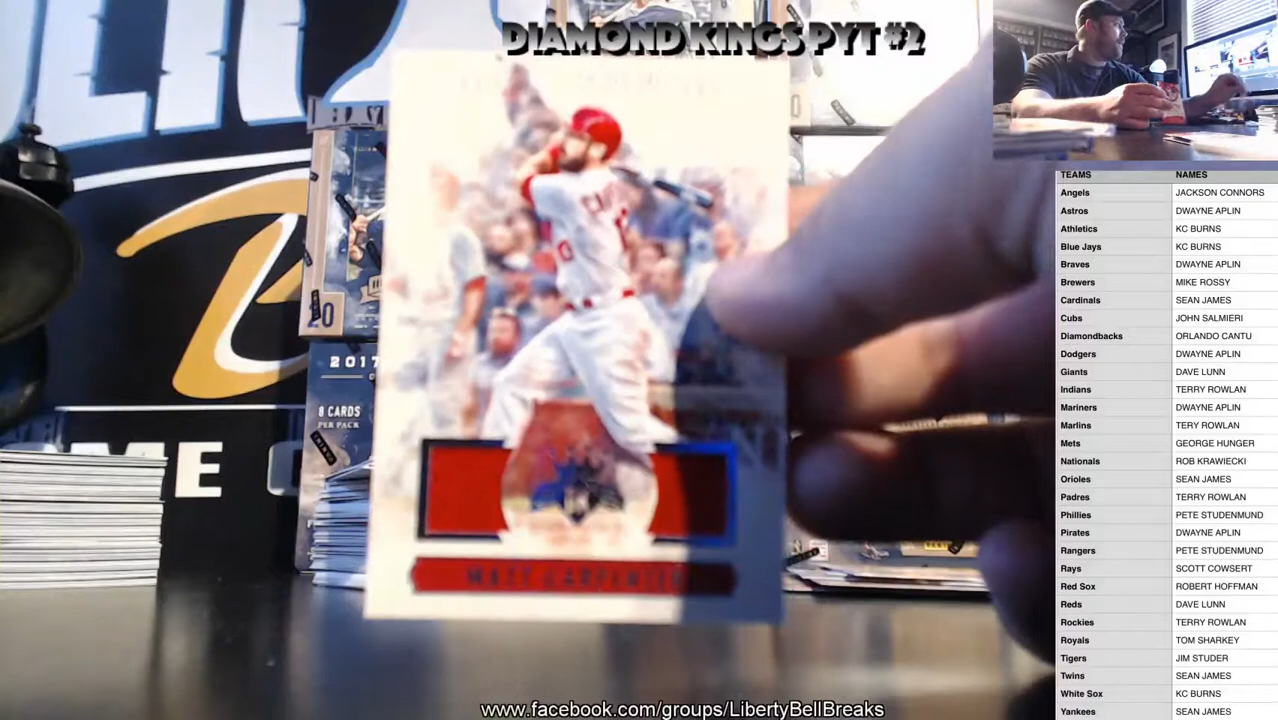 DIAMOND KINGS PYT #2
20
2017
8 CARDS
PER PACK
ME
MATT CARPENTER
TEAMS NAMES
Angels JACKSON CONNORS
Astros DWAYNE APLIN
Athletics KC BURNS
Blue Jays KC BURNS
Braves DWAYNE APLIN
Brewers MIKE ROSSY
Cardinals SEAN JAMES
Cubs JOHN SALMIERI
Diamondbacks ORLANDO CANTU
Dodgers DWAYNE APLIN
Giants DAVE LUNN
Indians TERRY ROWLAN
Mariners DWAYNE APLIN
Marlins TERY ROWLAN
Mets GEORGE HUNGER
Nationals ROB KRAWIECKI
Orioles SEAN JAMES
Padres TERRY ROWLAN
Phillies PETE STUDENMUND
Pirates DWAYNE APLIN
Rangers PETE STUDENMUND
Rays SCOTT COWSERT
Red Sox ROBERT HOFFMAN
Reds DAVE LUNN
Rockies TERRY ROWLAN
Royals TOM SHARKEY
Tigers JIM STUDER
Twins SEAN JAMES
White Sox KC BURNS
Yankees SEAN JAMES
www.facebook.com/groups/LibertyBellBreaks